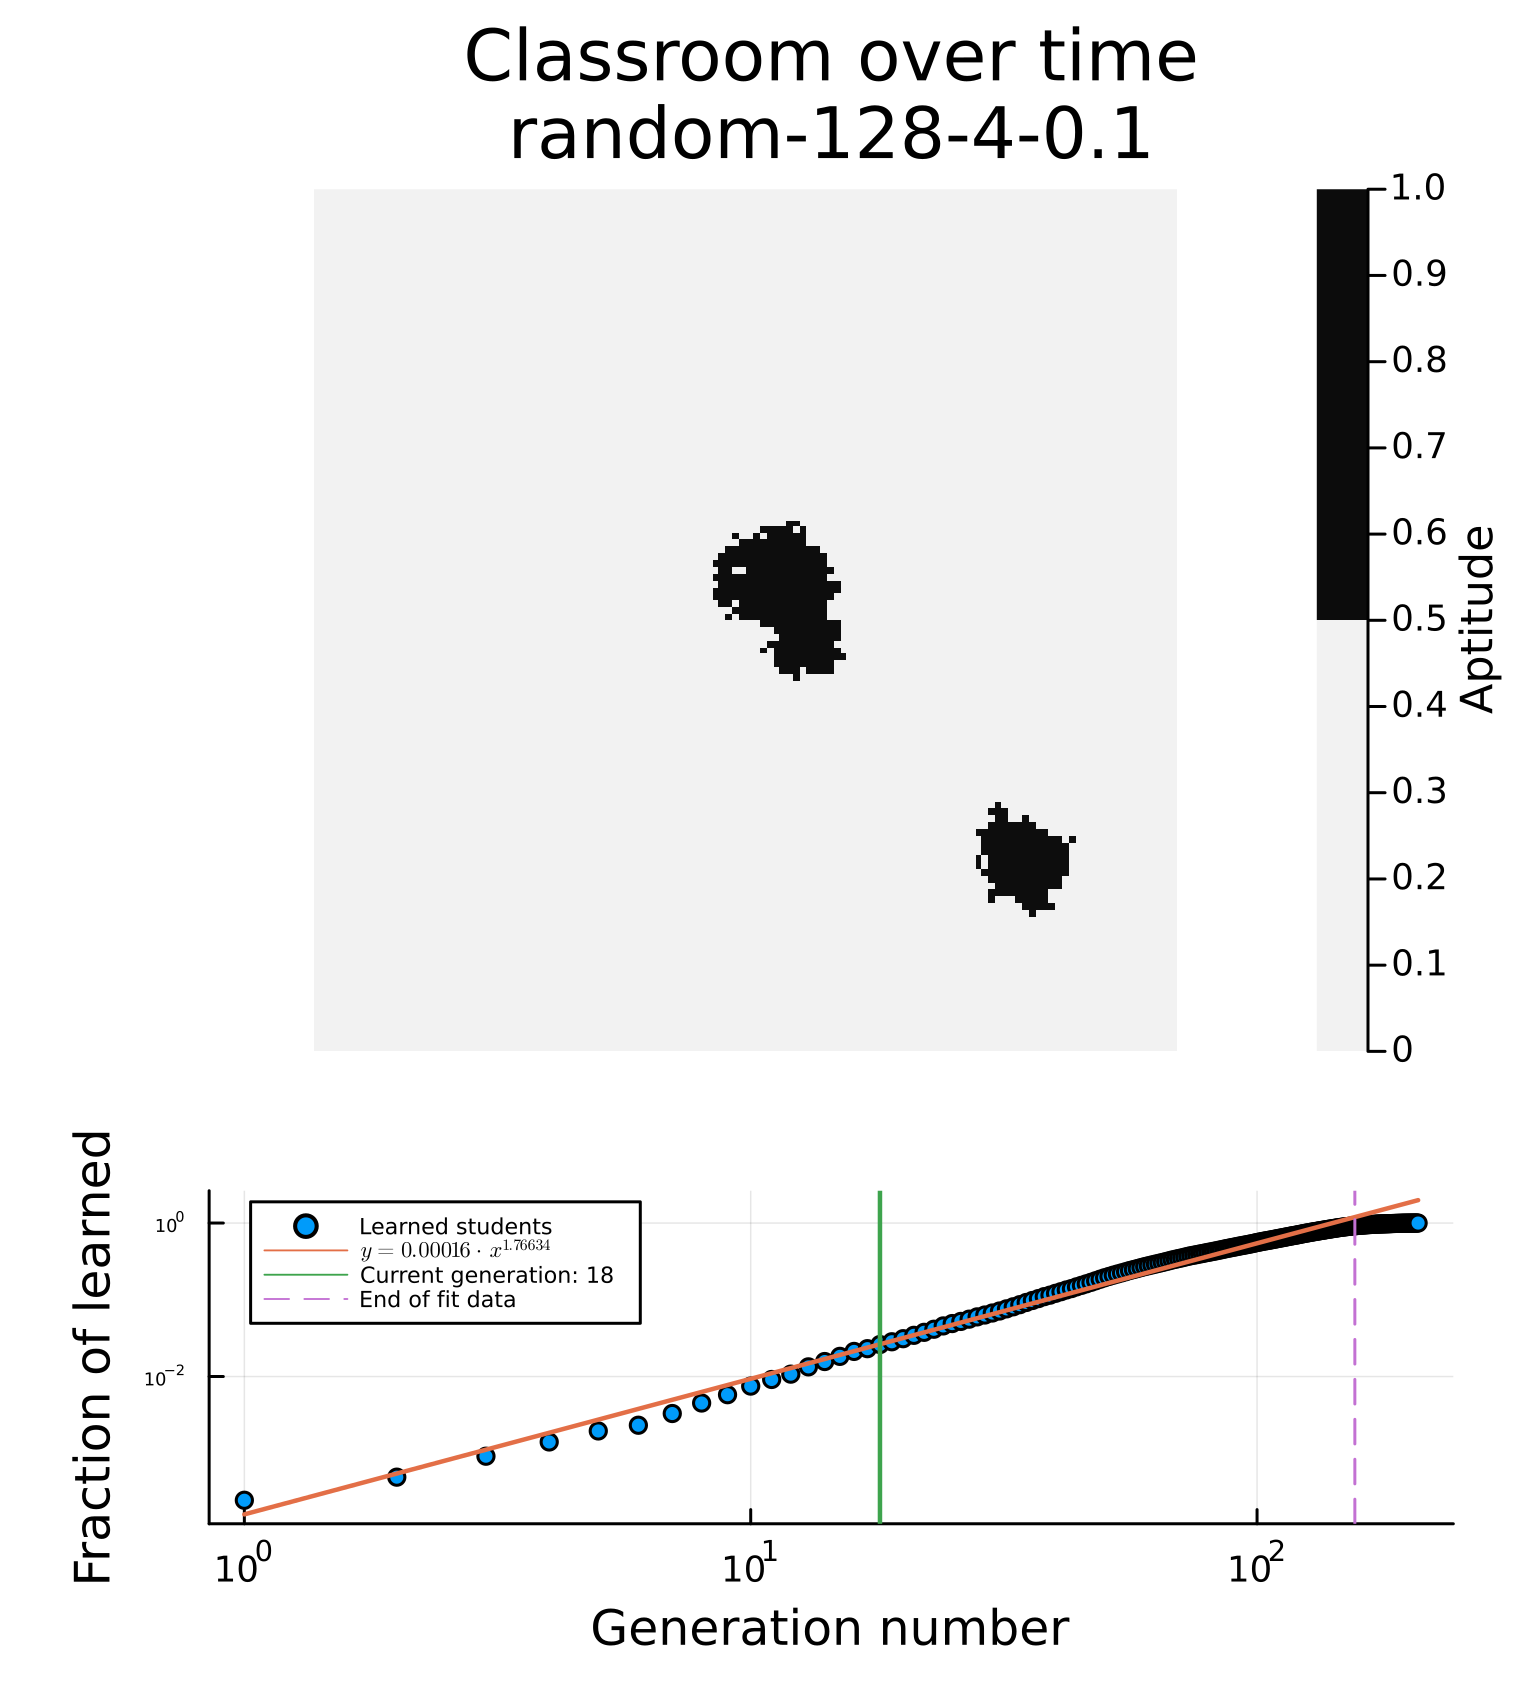 Classroom over time
random-128-4-0.1
1.0
0.9
0.8
0.7
0.6
0.5
0.4
0.3
0.2
0.1
0
Aptitude
Fraction of learned
10^0
10^−2
Learned students
y = 0.00016 · x^1.76634
Current generation: 18
End of fit data
10^0
10^1
10^2
Generation number